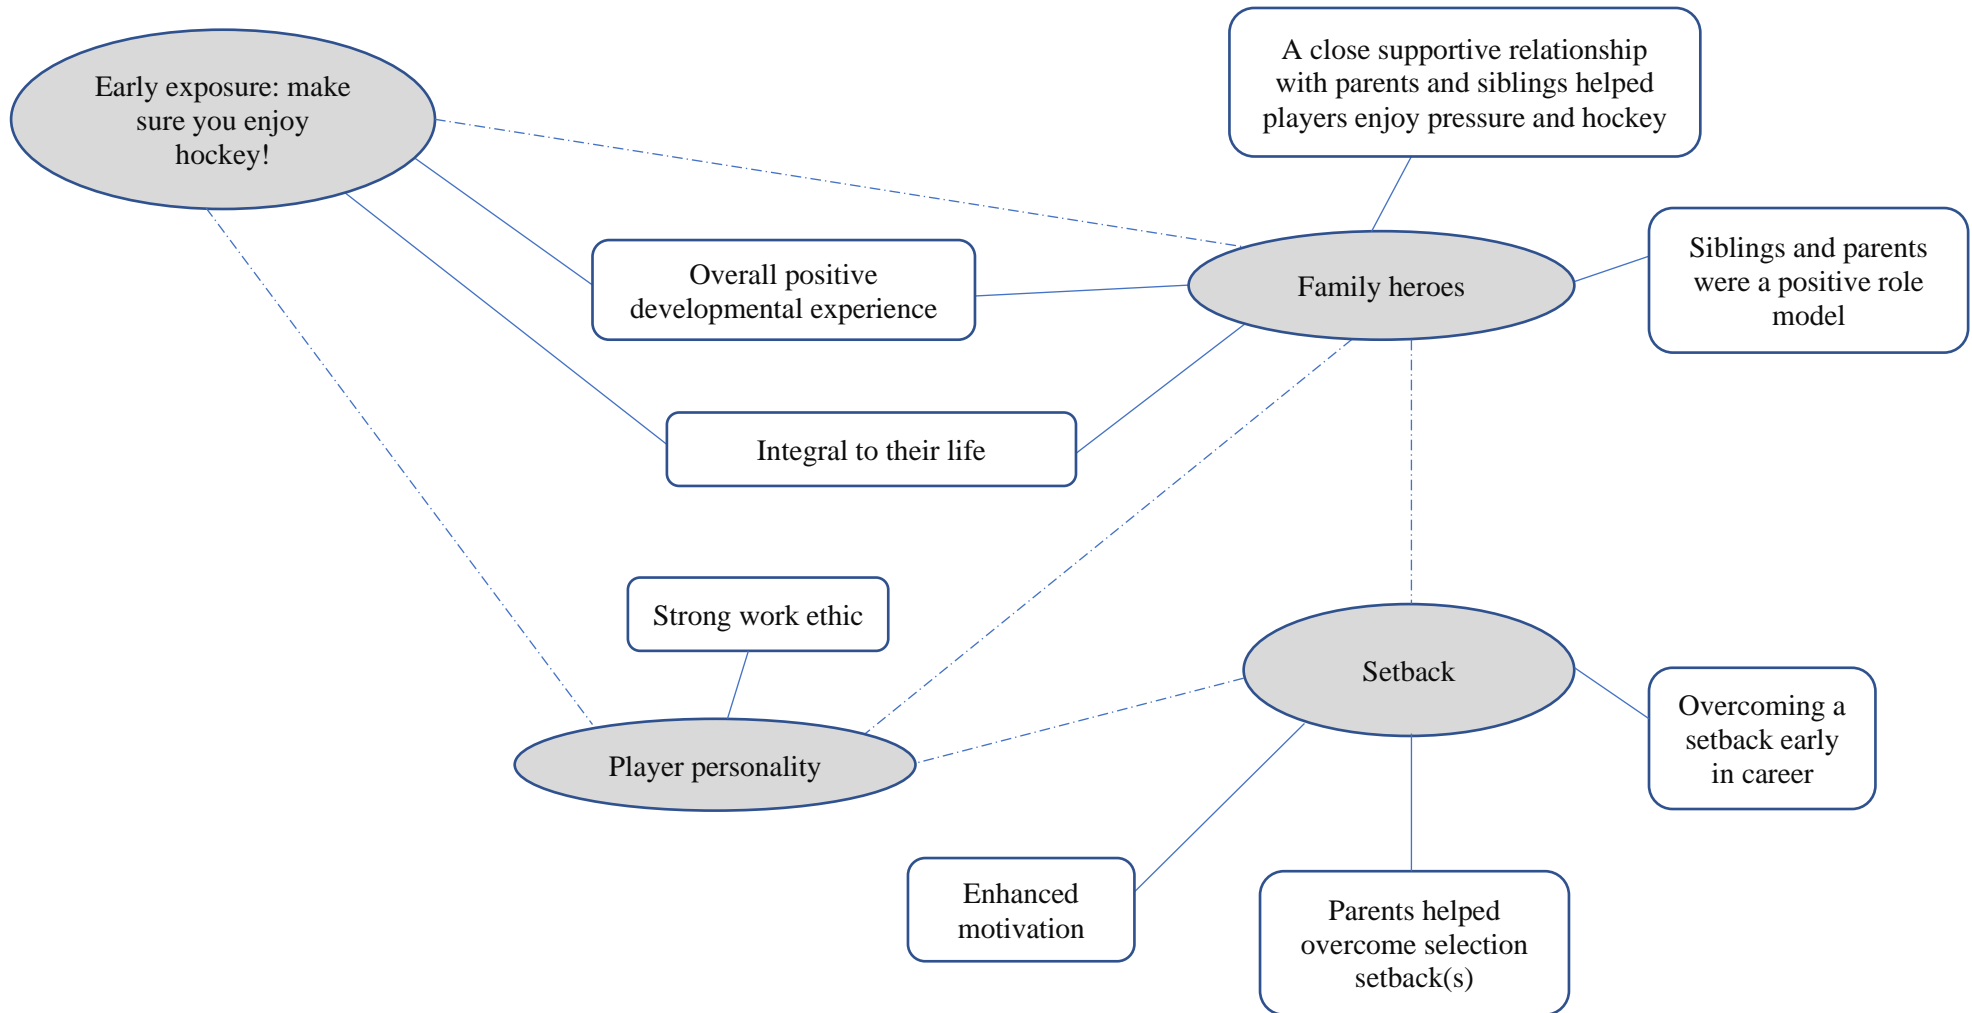 Early exposure: make
sure you enjoy
hockey!
A close supportive relationship
with parents and siblings helped
players enjoy pressure and hockey
Siblings and parents
were a positive role
model
Overall positive
developmental experience
Family heroes
Integral to their life
Strong work ethic
Setback
Player personality
Overcoming a
setback early
in career
Enhanced
motivation
Parents helped
overcome selection
setback(s)